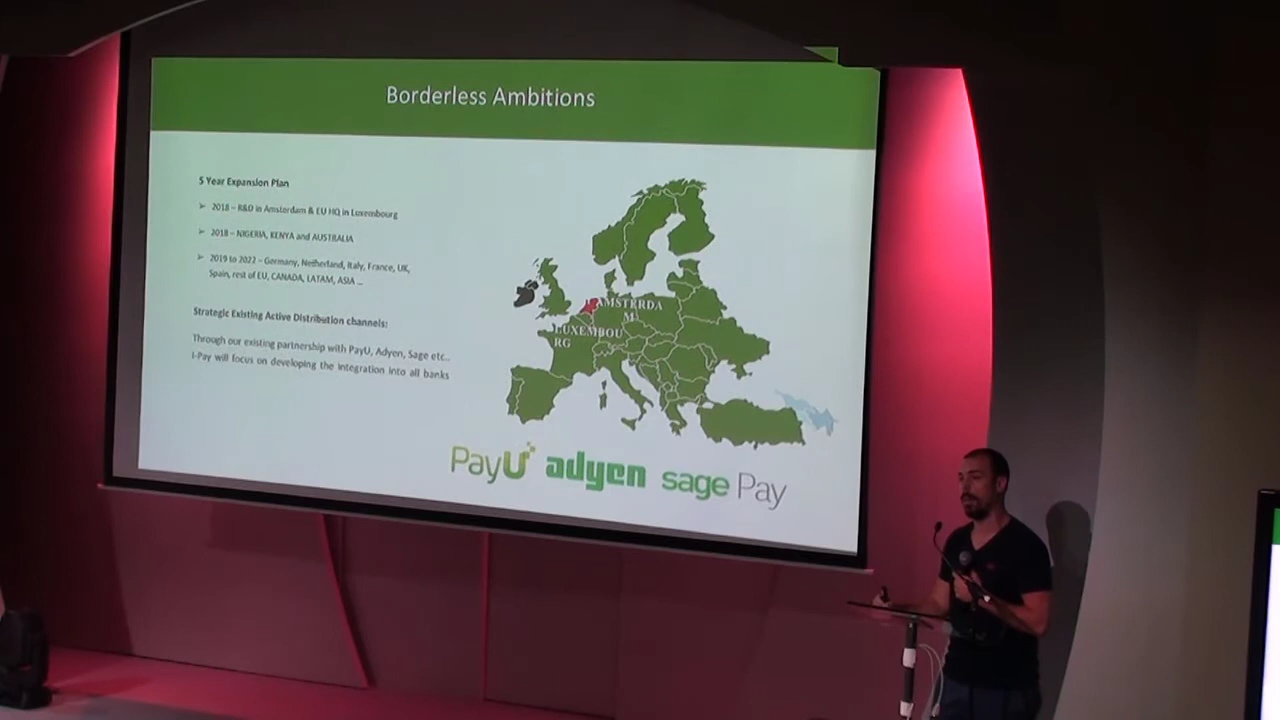 Borderless Ambitions
5 Year Expansion Plan
➢ 2018 – R&D in Amsterdam & EU HQ in Luxembourg
➢ 2018 – NIGERIA, KENYA and AUSTRALIA
➢ 2019 to 2022 – Germany, Netherland, Italy, France, UK,
Spain, rest of EU, CANADA, LATAM, ASIA ...
Strategic Existing Active Distribution channels:
Through our existing partnership with PayU, Adyen, Sage etc..
I-Pay will focus on developing the integration into all banks
AMSTERDA
M
LUXEMBOU
RG
PayU adyen sage Pay